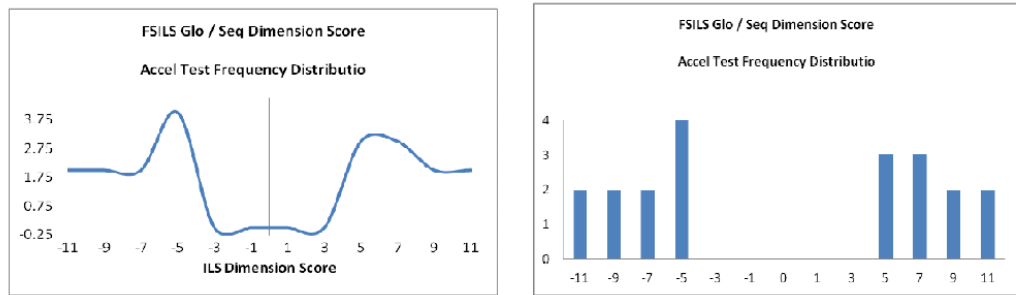 FSILS Glo / Seq Dimension Score
Accel Test Frequency Distributio
3.75
2.75
1.75
0.75
-0.25
-11 -9 -7 -5 -3 -1 1 3 5 7 9 11
ILS Dimension Score
FSILS Glo / Seq Dimension Score
Accel Test Frequency Distributio
4
3
2
1
0
-11 -9 -7 -5 -3 -1 0 1 3 5 7 9 11